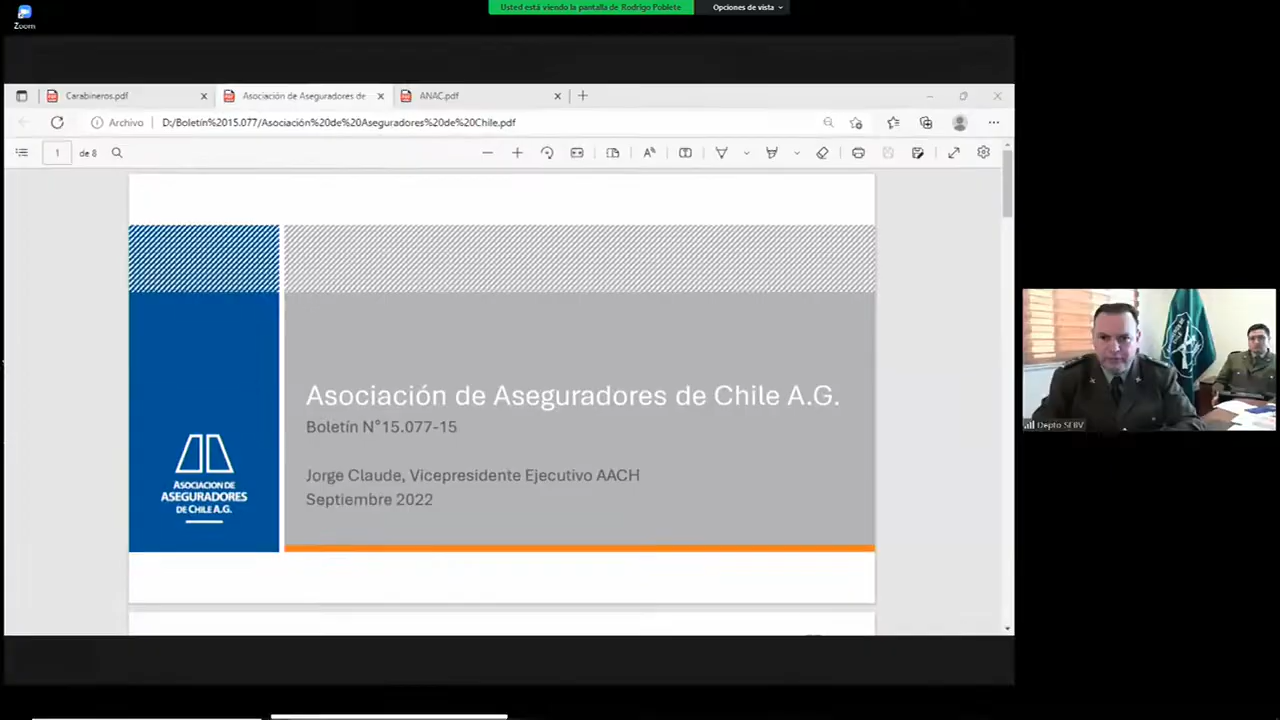 Usted está viendo la pantalla de Rodrigo Poblete
Opciones de vista
Zoom
Carabineros.pdf
Asociación de Aseguradores de
ANAC.pdf
Archivo
D:/Boletín%2015.077/Asociación%20de%20Aseguradores%20de%20Chile.pdf
1
de 8
Asociación de Aseguradores de Chile A.G.
Boletín N°15.077-15
Jorge Claude, Vicepresidente Ejecutivo AACH
Septiembre 2022
ASOCIACION DE
ASEGURADORES
DE CHILE A.G.
Depto